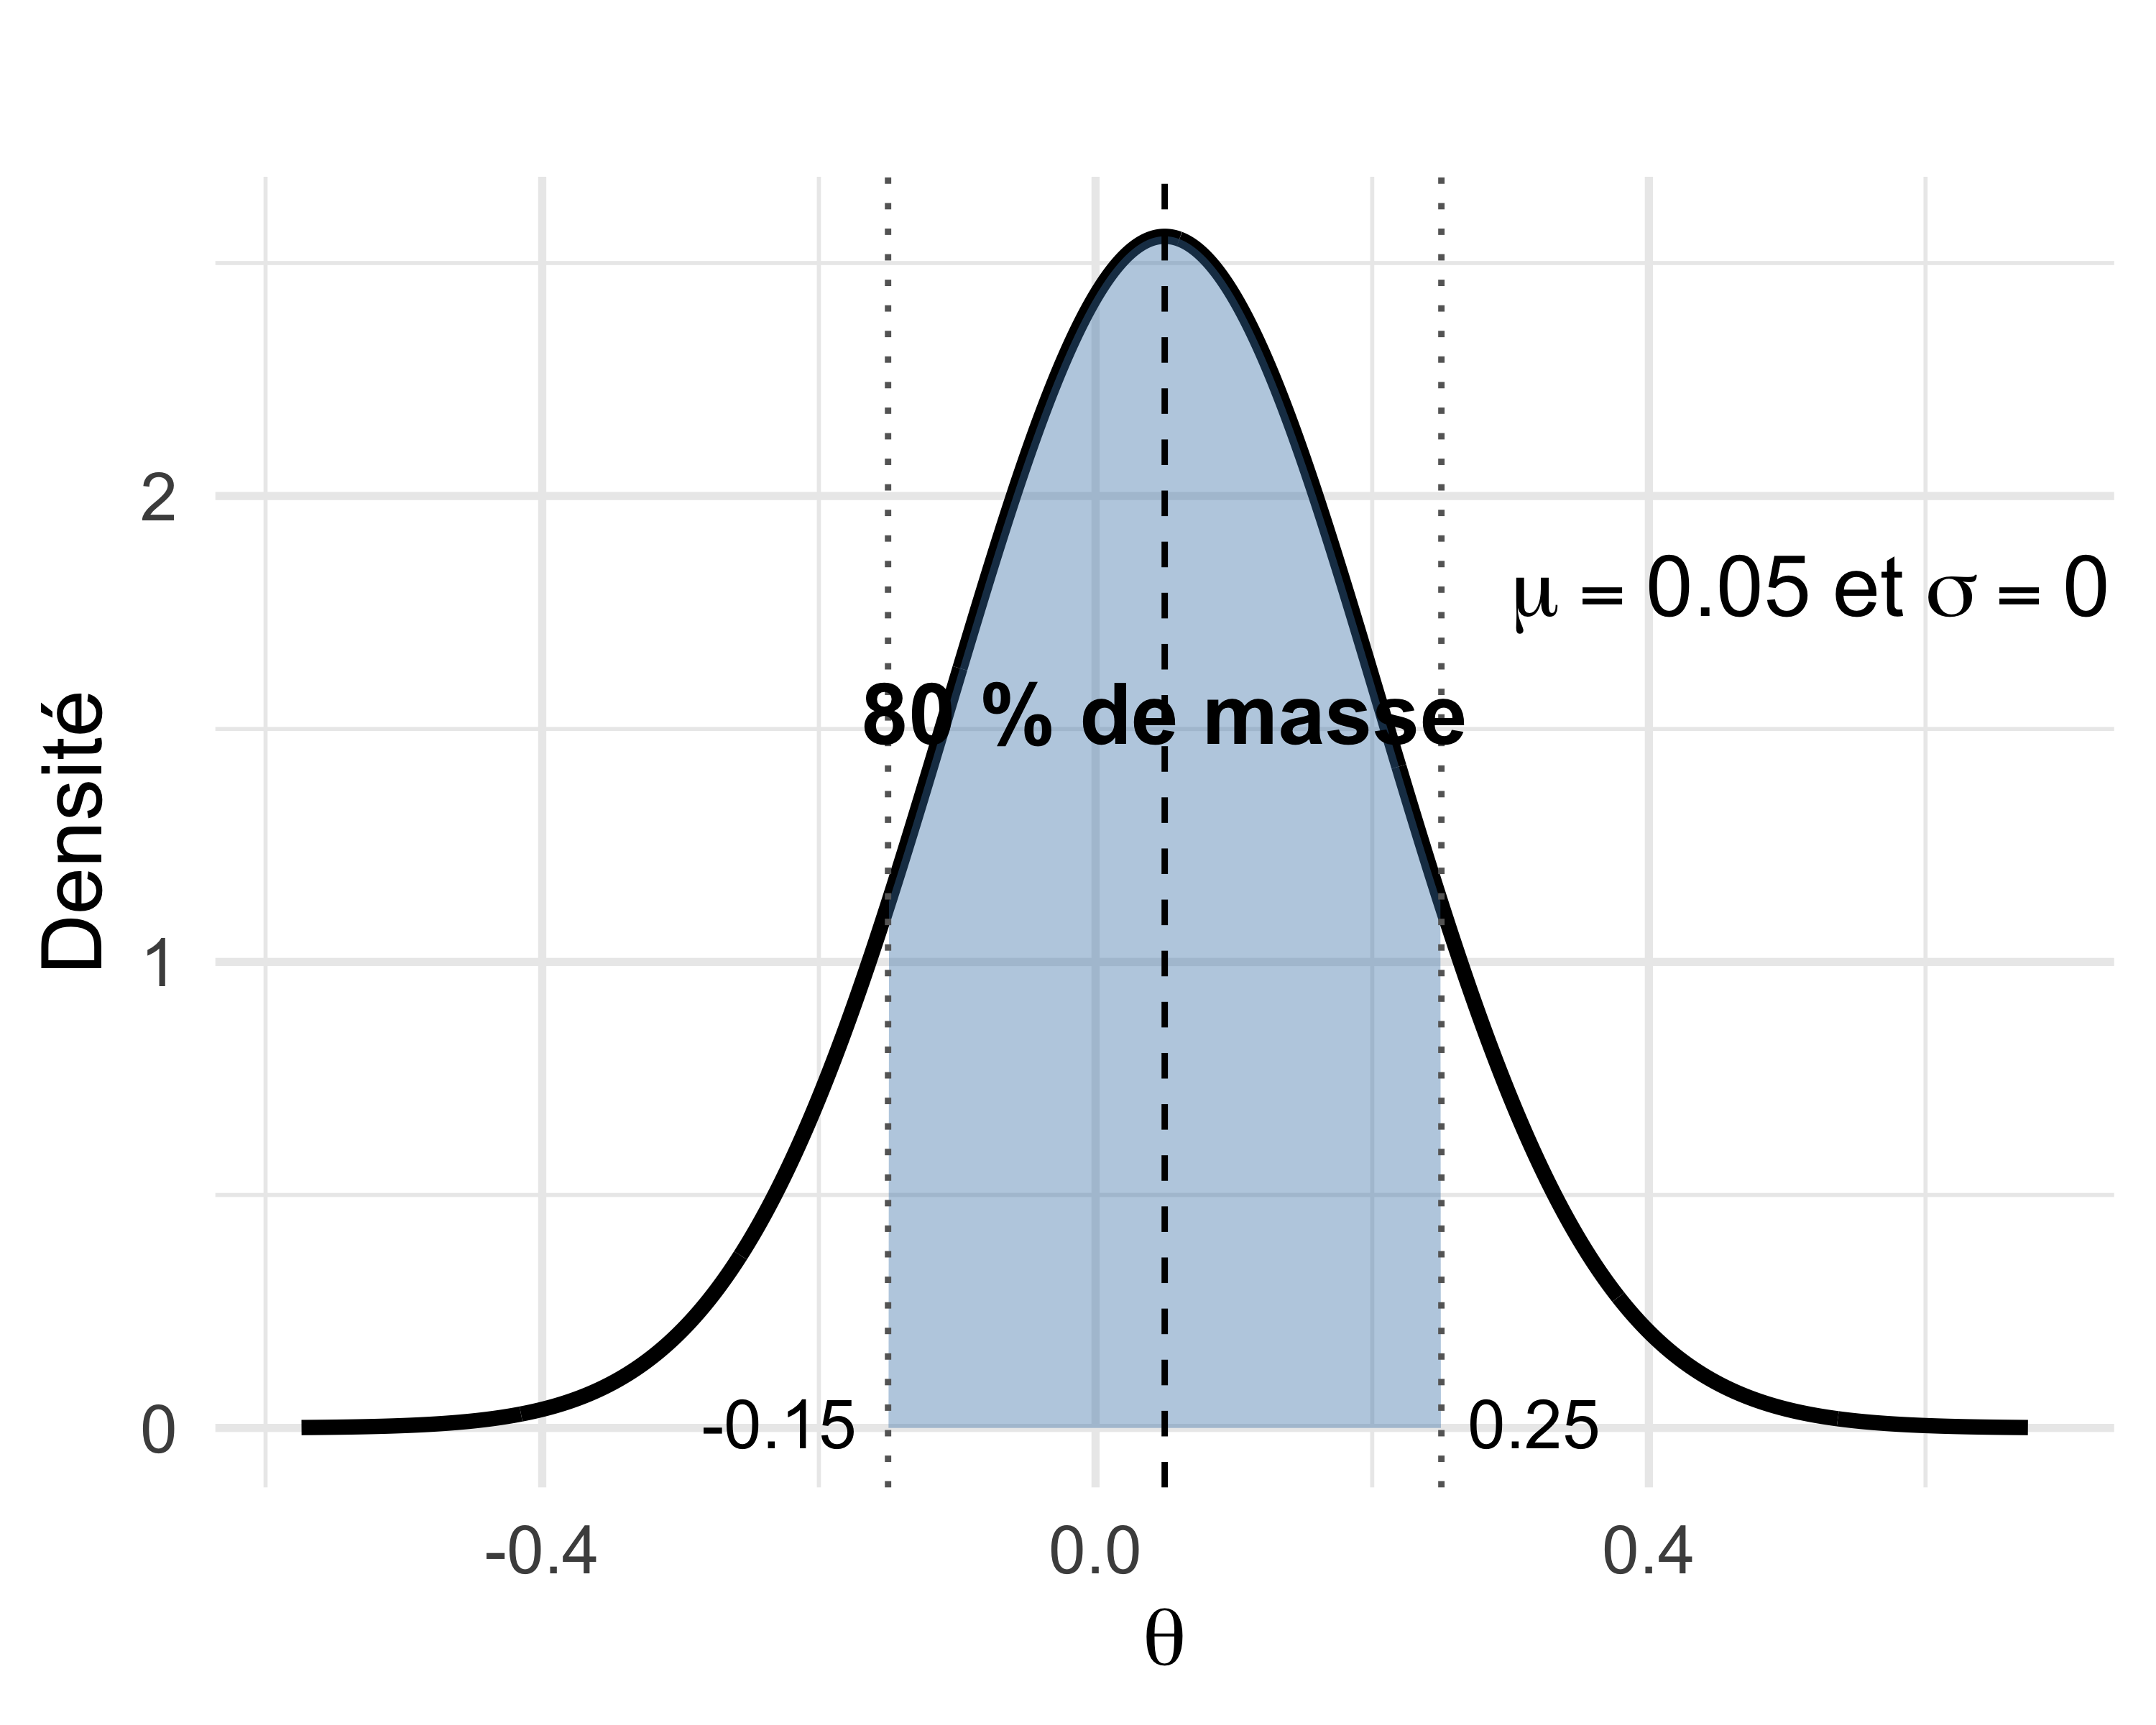 2
μ = 0.05 et σ = 0
80 % de masse
Densité
1
0
-0.15
0.25
-0.4
0.0
0.4
θ